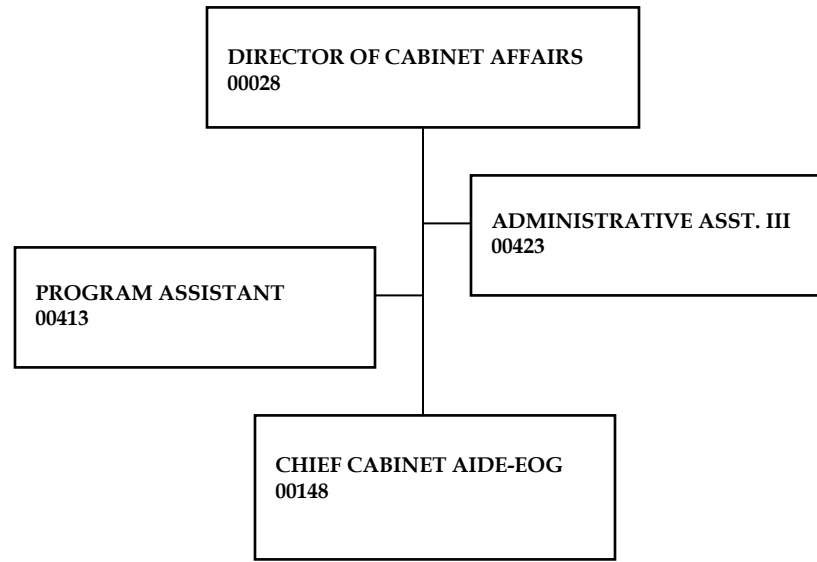 DIRECTOR OF CABINET AFFAIRS
00028
ADMINISTRATIVE ASST. III
00423
PROGRAM ASSISTANT
00413
CHIEF CABINET AIDE-EOG
00148